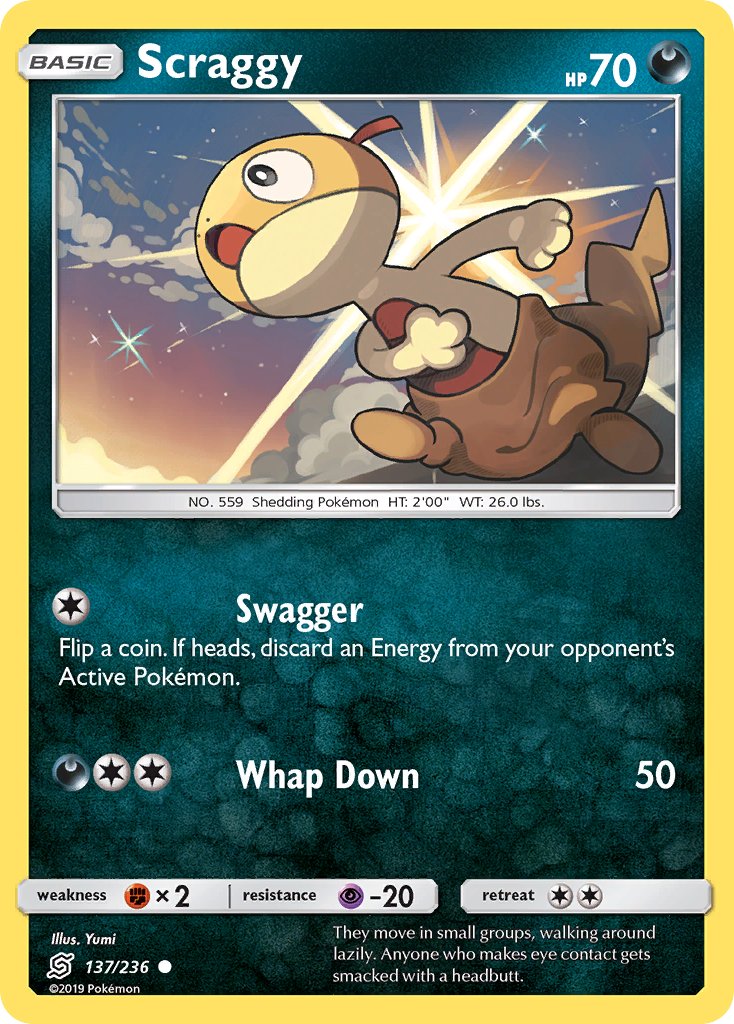 BASIC Scraggy HP70
NO. 559 Shedding Pokémon HT: 2'00" WT: 26.0 lbs.
Swagger
Flip a coin. If heads, discard an Energy from your opponent's
Active Pokémon.
Whap Down 50
weakness ×2 resistance -20 retreat
Illus. Yumi
137/236
©2019 Pokémon
They move in small groups, walking around
lazily. Anyone who makes eye contact gets
smacked with a headbutt.